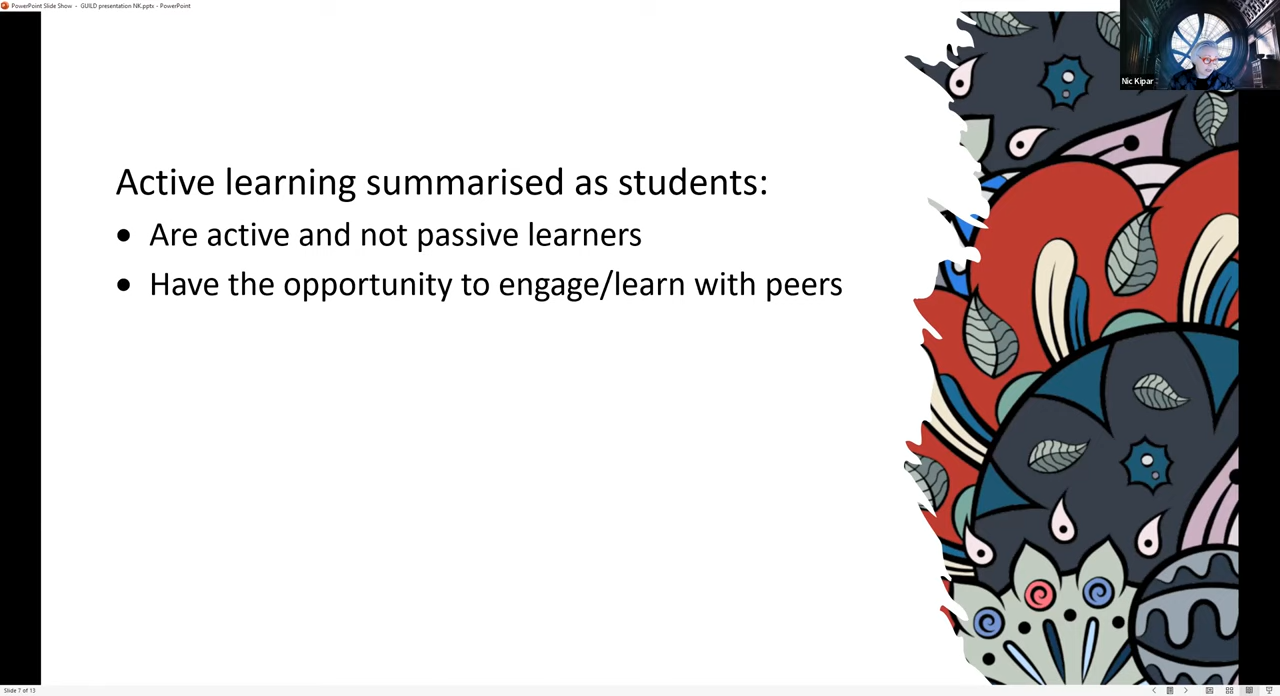 PowerPoint Slide Show - GUILD presentation NK.pptx - PowerPoint
Nic Kipar
Active learning summarised as students:
• Are active and not passive learners
• Have the opportunity to engage/learn with peers
Slide 7 of 13